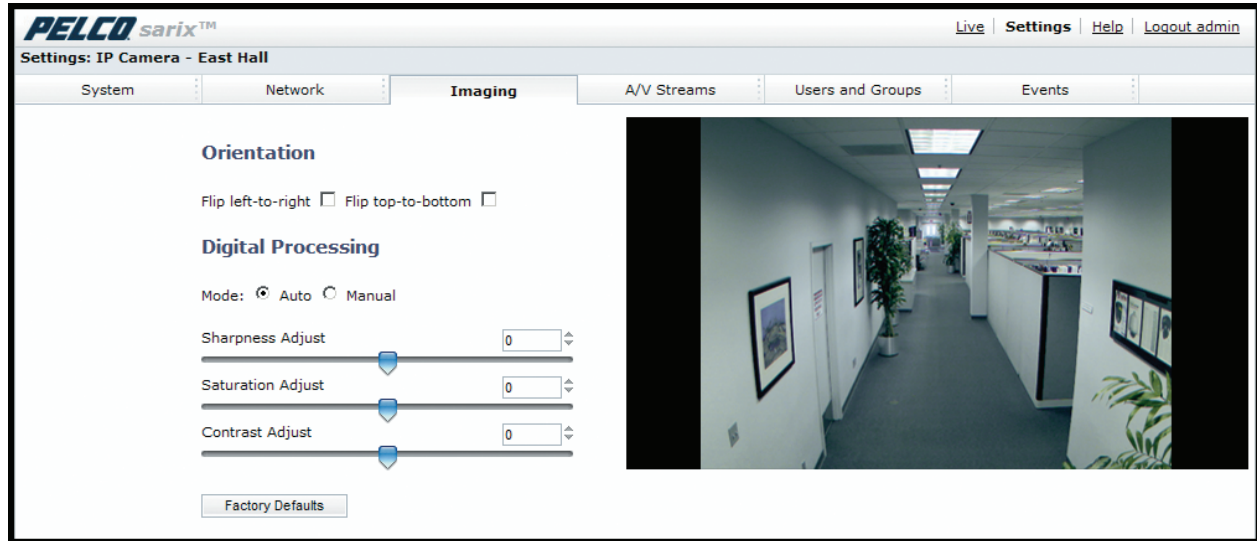 PELCO sarix™
Live | Settings | Help | Logout admin
Settings: IP Camera - East Hall
System Network Imaging A/V Streams Users and Groups Events
Orientation
Flip left-to-right Flip top-to-bottom
Digital Processing
Mode: Auto Manual
Sharpness Adjust 0
Saturation Adjust 0
Contrast Adjust 0
Factory Defaults